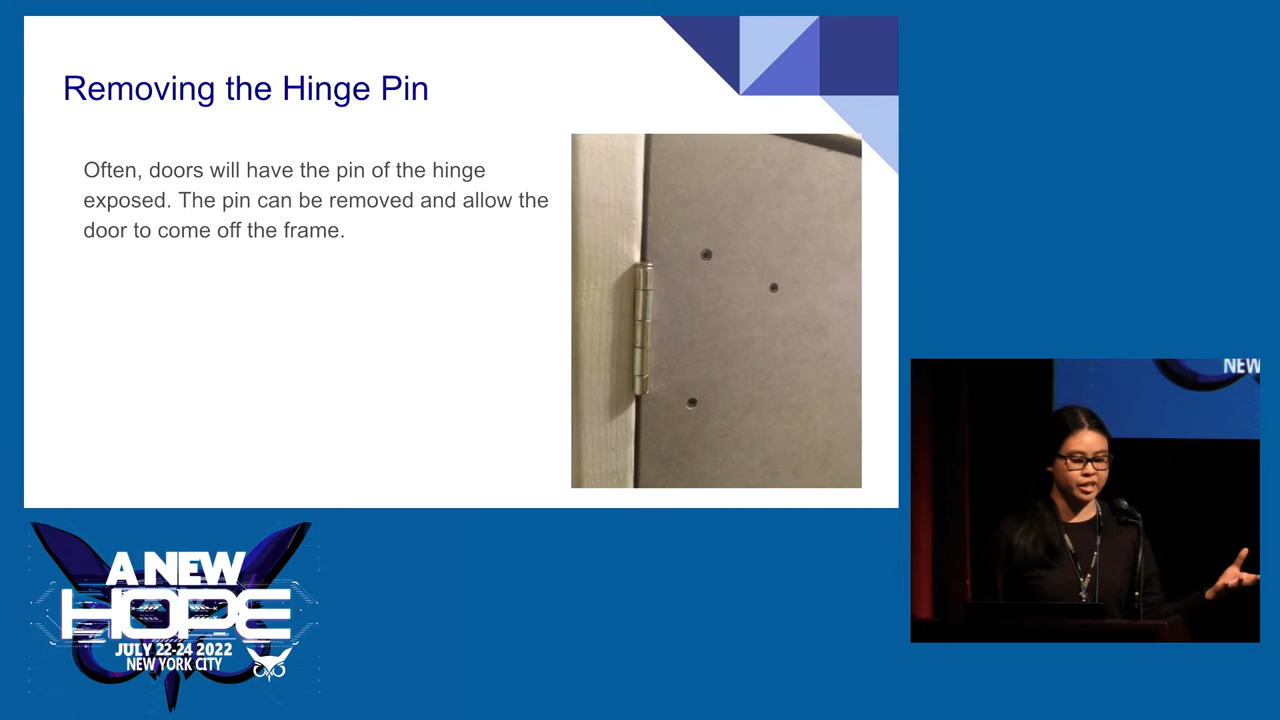 Removing the Hinge Pin
Often, doors will have the pin of the hinge
exposed. The pin can be removed and allow the
door to come off the frame.
NEW
A NEW
HOPE
JULY 22-24 2022
NEW YORK CITY